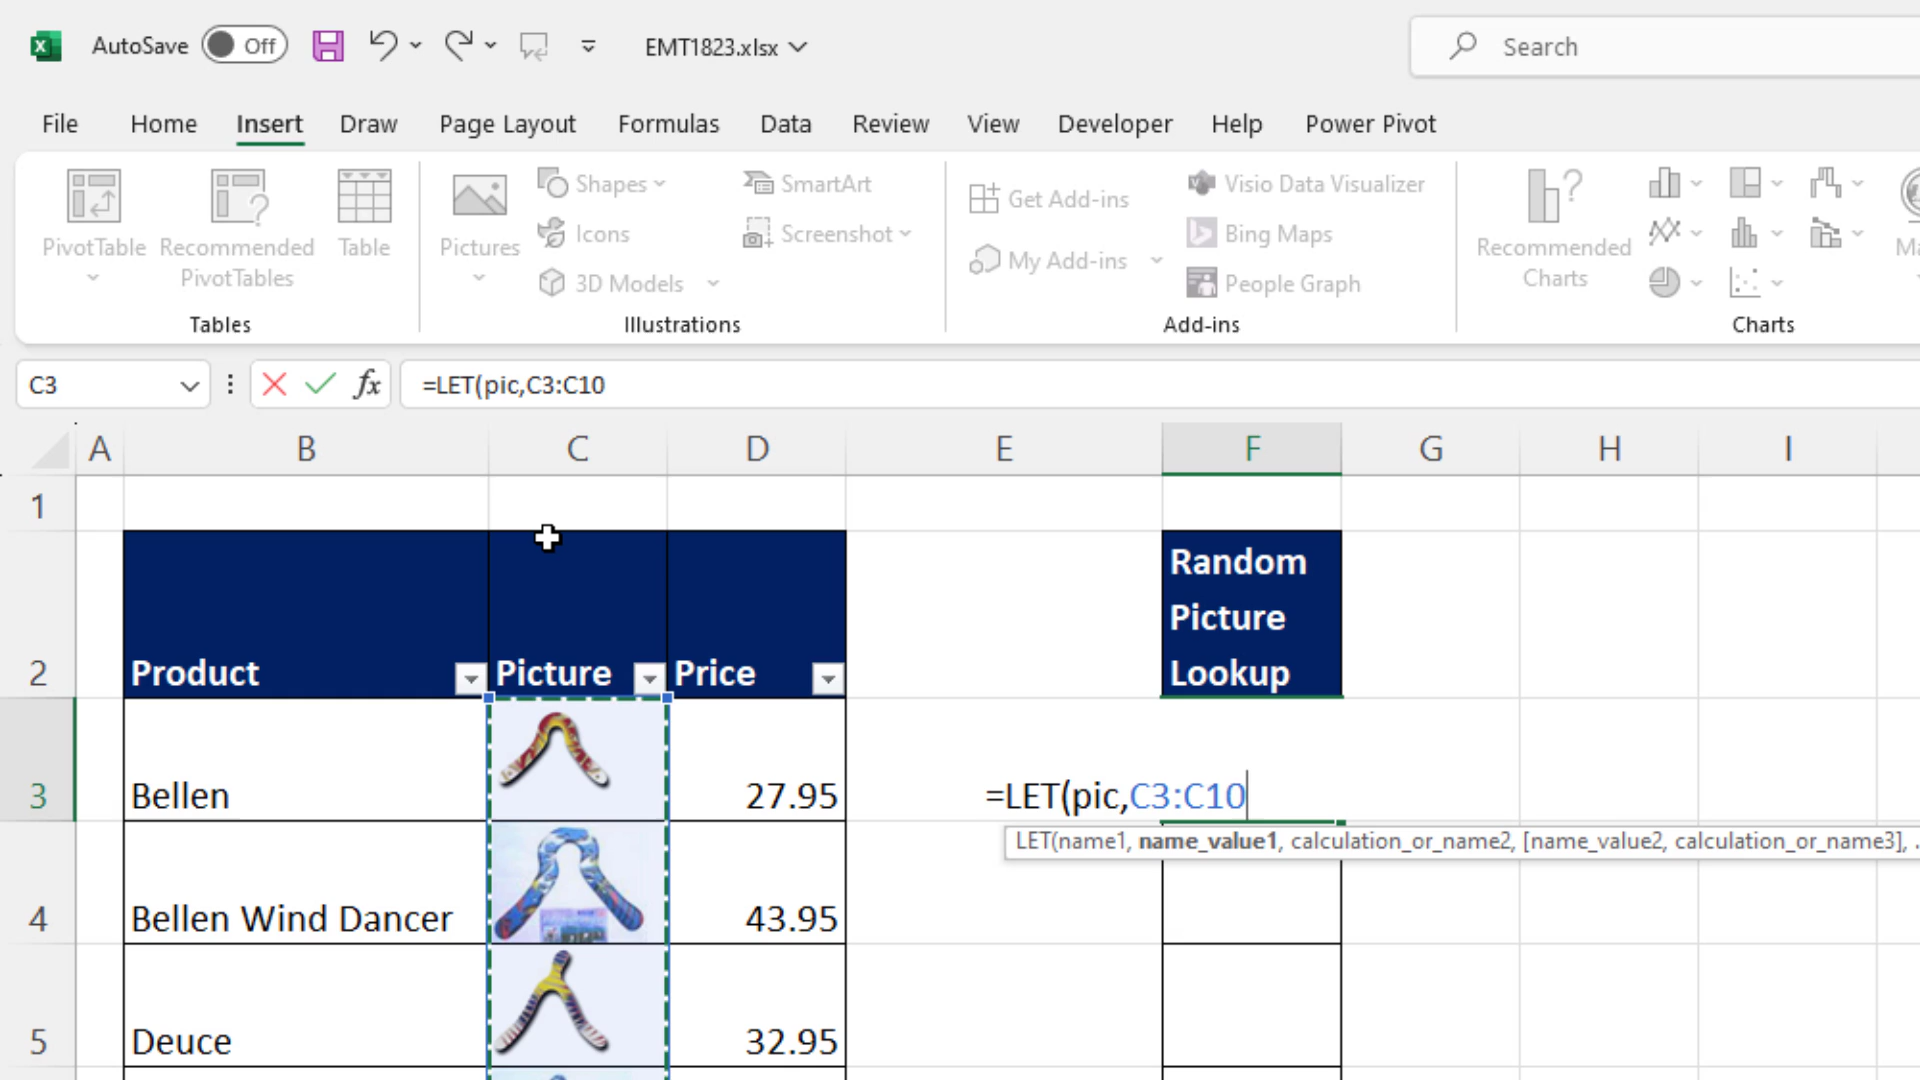 AutoSave Off EMT1823.xlsx Search
File Home Insert Draw Page Layout Formulas Data Review View Developer Help Power Pivot
PivotTable
Recommended
PivotTables
Table
Tables
Pictures
Shapes
Icons
3D Models
SmartArt
Screenshot
Illustrations
Get Add-ins
My Add-ins
Visio Data Visualizer
Bing Maps
People Graph
Add-ins
Recommended
Charts
Charts
C3 fx =LET(pic,C3:C10
A B C D E F G H I
1
2 Product Picture Price
Random
Picture
Lookup
3 Bellen 27.95 =LET(pic,C3:C10
LET(name1, name_value1, calculation_or_name2, [name_value2, calculation_or_name3], .
4 Bellen Wind Dancer 43.95
5 Deuce 32.95